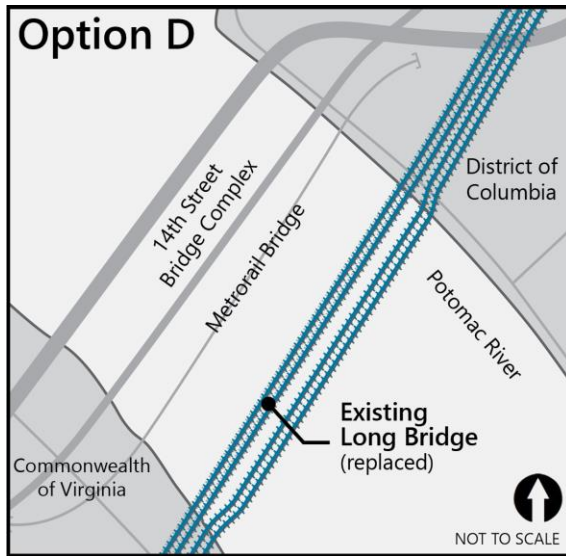 Option D
14th Street
Bridge Complex
Metrorail Bridge
District of
Columbia
Potomac River
Existing
Long Bridge
(replaced)
Commonwealth
of Virginia
NOT TO SCALE